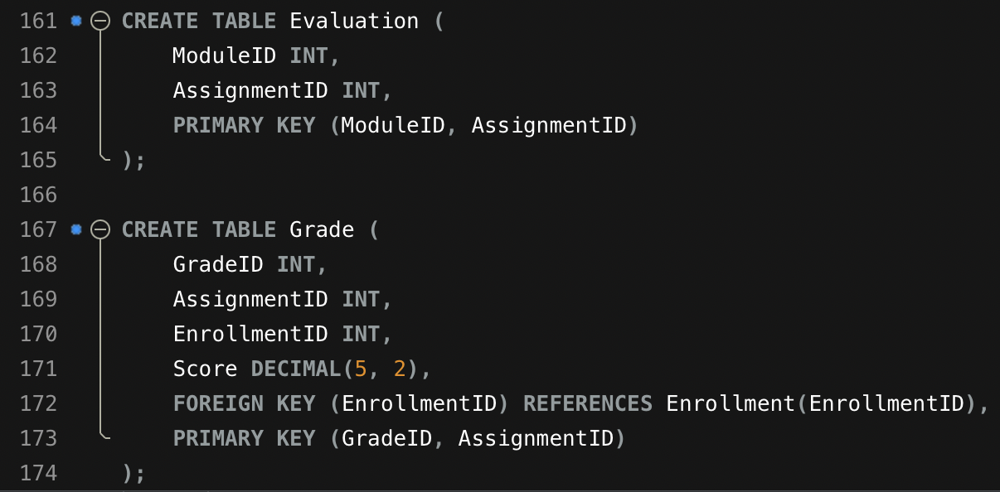 161 CREATE TABLE Evaluation (
162     ModuleID INT,
163     AssignmentID INT,
164     PRIMARY KEY (ModuleID, AssignmentID)
165 );
166
167 CREATE TABLE Grade (
168     GradeID INT,
169     AssignmentID INT,
170     EnrollmentID INT,
171     Score DECIMAL(5, 2),
172     FOREIGN KEY (EnrollmentID) REFERENCES Enrollment(EnrollmentID),
173     PRIMARY KEY (GradeID, AssignmentID)
174 );